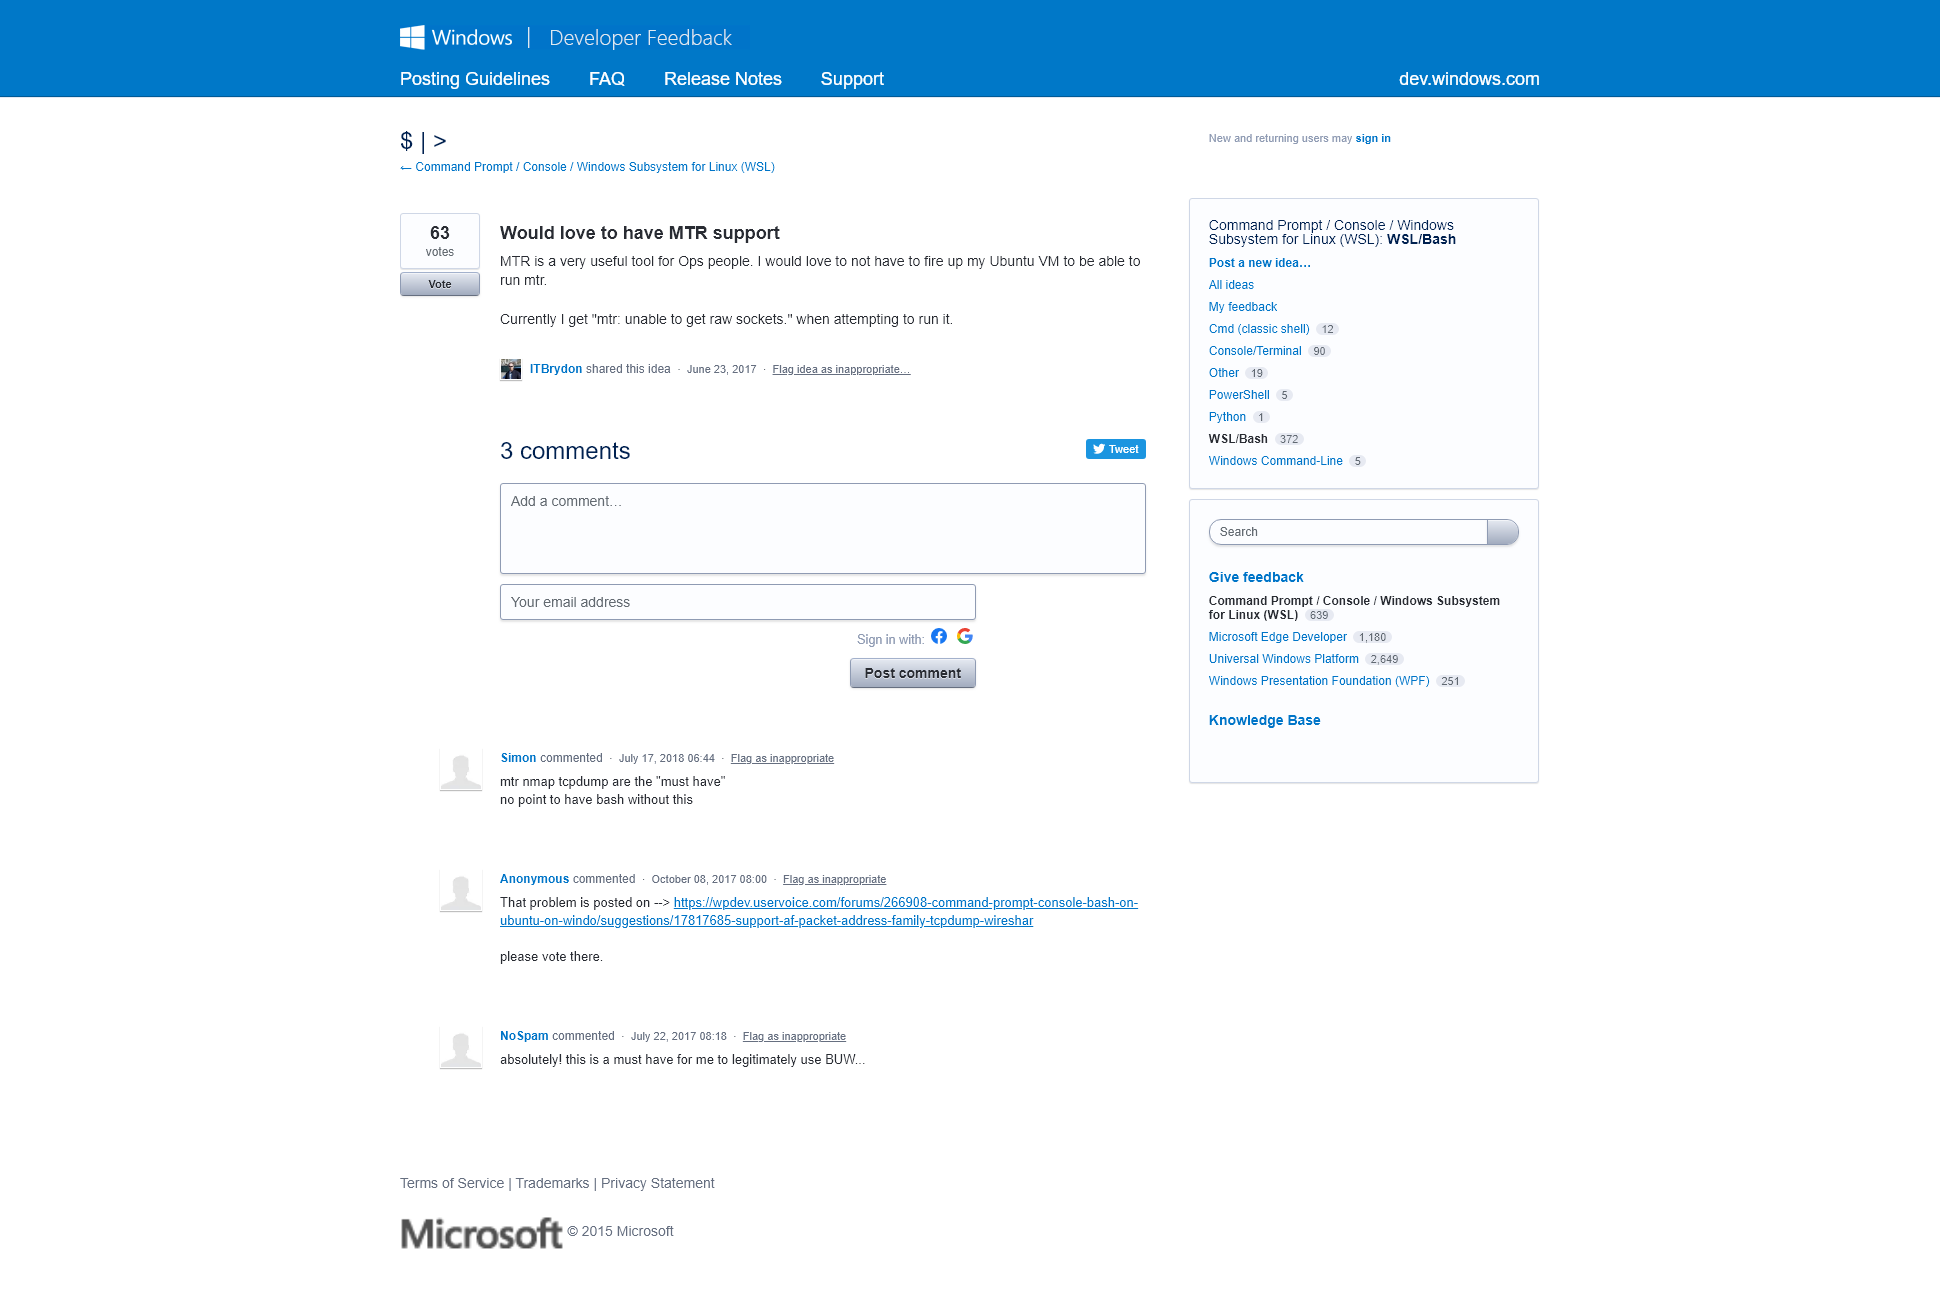 Windows | Developer Feedback
Posting Guidelines FAQ Release Notes Support dev.windows.com
$ | >
← Command Prompt / Console / Windows Subsystem for Linux (WSL)
New and returning users may sign in
63
votes
Vote
Would love to have MTR support
MTR is a very useful tool for Ops people. I would love to not have to fire up my Ubuntu VM to be able to
run mtr.
Currently I get "mtr: unable to get raw sockets." when attempting to run it.
ITBrydon shared this idea · June 23, 2017 · Flag idea as inappropriate…
3 comments
Tweet
Add a comment…
Your email address
Sign in with:
Post comment
Simon commented · July 17, 2018 06:44 · Flag as inappropriate
mtr nmap tcpdump are the "must have"
no point to have bash without this
Anonymous commented · October 08, 2017 08:00 · Flag as inappropriate
That problem is posted on --> https://wpdev.uservoice.com/forums/266908-command-prompt-console-bash-on-
ubuntu-on-windo/suggestions/17817685-support-af-packet-address-family-tcpdump-wireshar
please vote there.
NoSpam commented · July 22, 2017 08:18 · Flag as inappropriate
absolutely! this is a must have for me to legitimately use BUW...
Command Prompt / Console / Windows
Subsystem for Linux (WSL): WSL/Bash
Post a new idea…
All ideas
My feedback
Cmd (classic shell) 12
Console/Terminal 90
Other 19
PowerShell 5
Python 1
WSL/Bash 372
Windows Command-Line 5
Search
Give feedback
Command Prompt / Console / Windows Subsystem
for Linux (WSL) 639
Microsoft Edge Developer 1,180
Universal Windows Platform 2,649
Windows Presentation Foundation (WPF) 251
Knowledge Base
Terms of Service | Trademarks | Privacy Statement
Microsoft © 2015 Microsoft